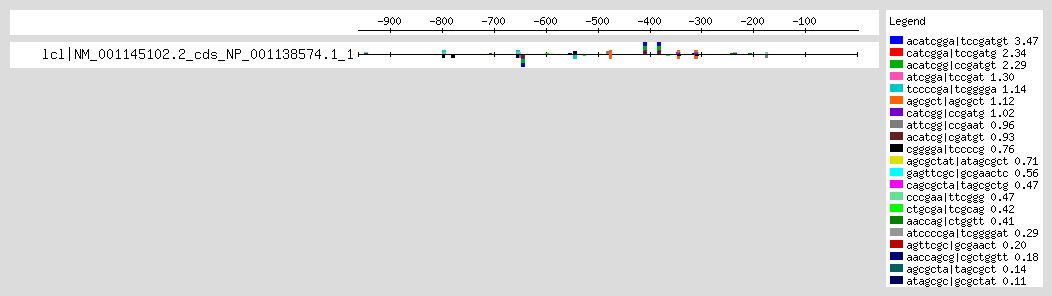 -900 -800 -700 -600 -500 -400 -300 -200 -100
lcl|NM_001145102.2_cds_NP_001138574.1_1
Legend
acatcgga|tccgatgt 3.47
catcgga|tccgatg 2.34
acatcgg|ccgatgt 2.29
atcgga|tccgat 1.30
tccccga|tcgggga 1.14
agcgct|agcgct 1.12
catcgg|ccgatg 1.02
attcgg|ccgaat 0.96
acatcg|cgatgt 0.93
cgggga|tccccg 0.76
agcgctat|atagcgct 0.71
gagttcgc|gcgaactc 0.56
cagcgcta|tagcgctg 0.47
cccgaa|ttcggg 0.47
ctgcga|tcgcag 0.42
aaccag|ctggtt 0.41
atccccga|tcggggat 0.29
agttcgc|gcgaact 0.20
aaccagcg|cgctggtt 0.18
agcgcta|tagcgct 0.14
atagcgc|gcgctat 0.11